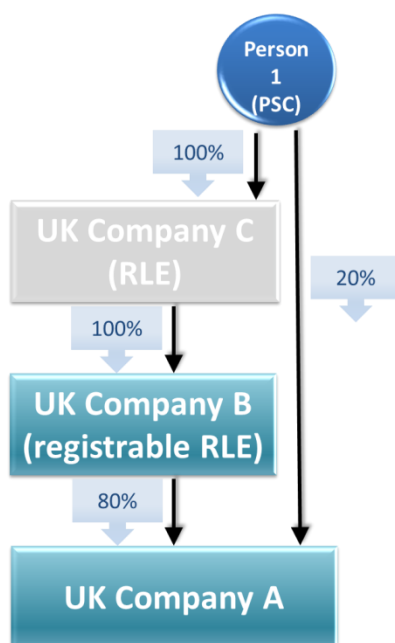 Person
1
(PSC)
100%
UK Company C
(RLE)
20%
100%
UK Company B
(registrable RLE)
80%
UK Company A